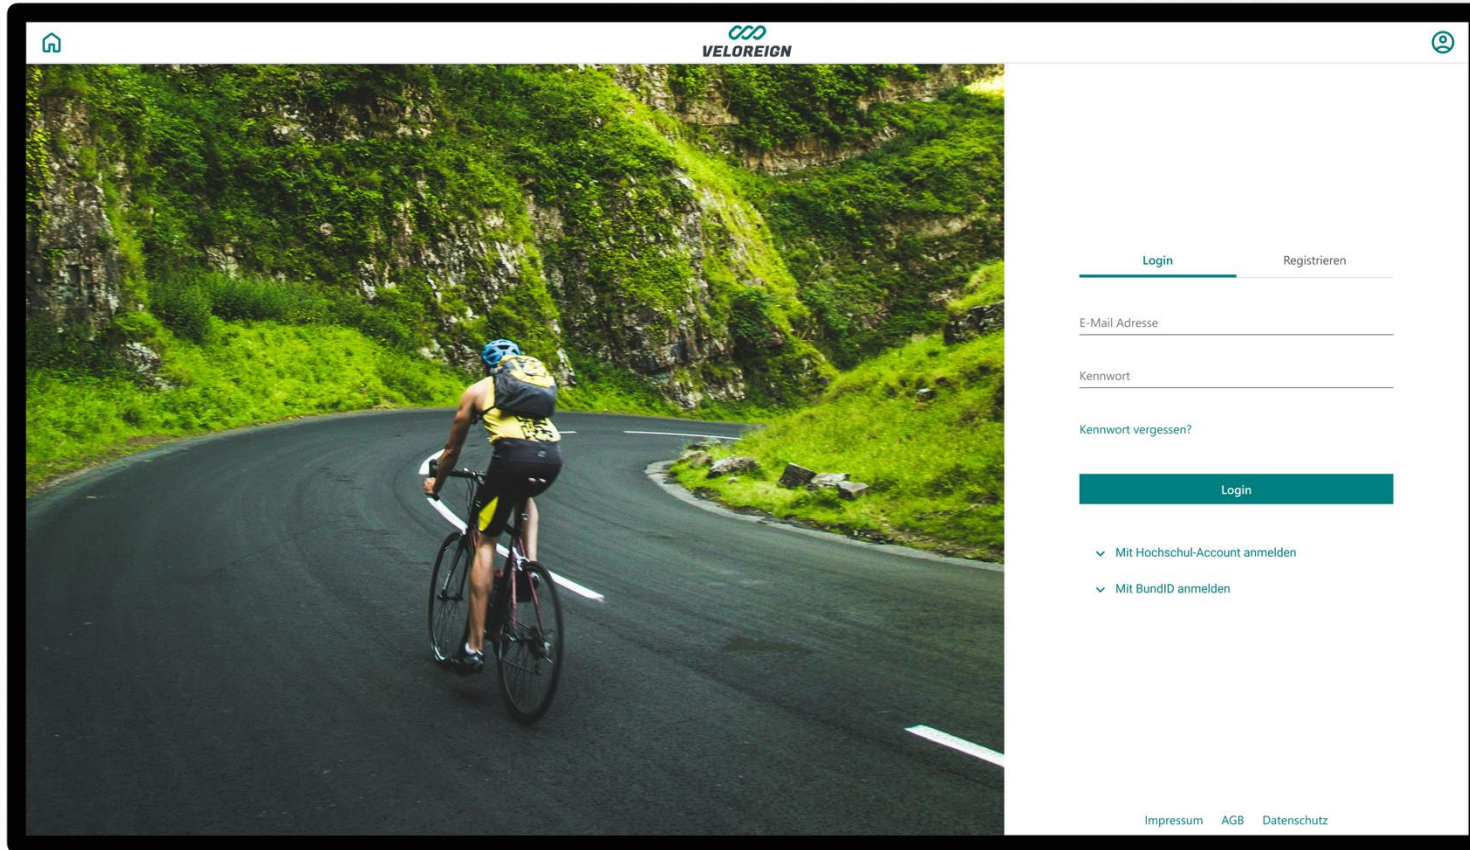 VELOREIGN
Login Registrieren
E-Mail Adresse
Kennwort
Kennwort vergessen?
Login
Mit Hochschul-Account anmelden
Mit BundID anmelden
Impressum AGB Datenschutz